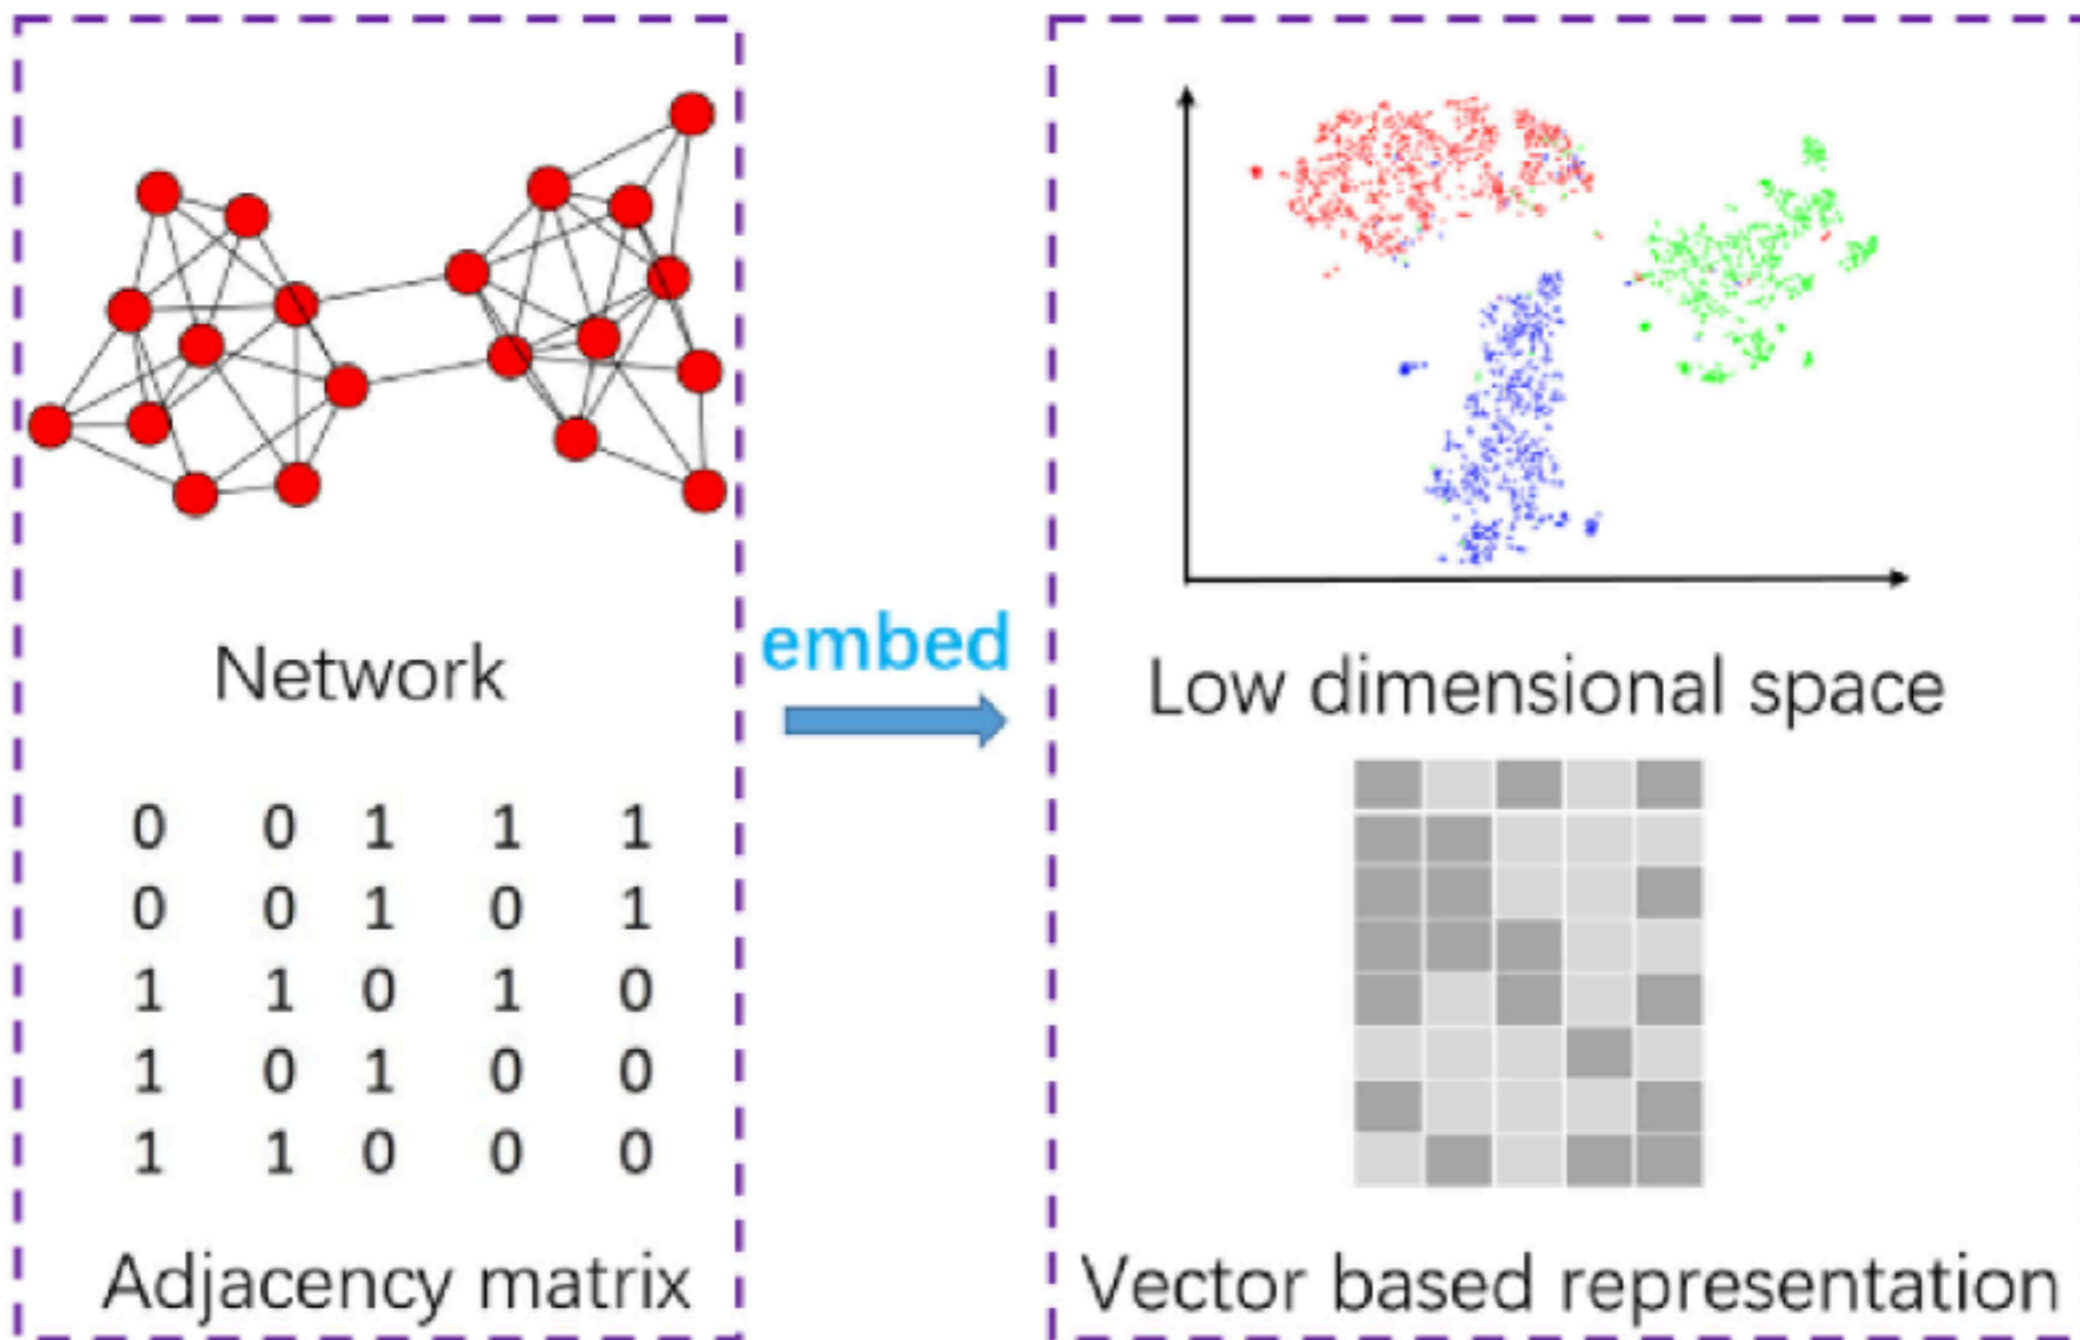 Network
0 0 1 1 1
0 0 1 0 1
1 1 0 1 0
1 0 1 0 0
1 1 0 0 0
Adjacency matrix
embed
Low dimensional space
Vector based representation